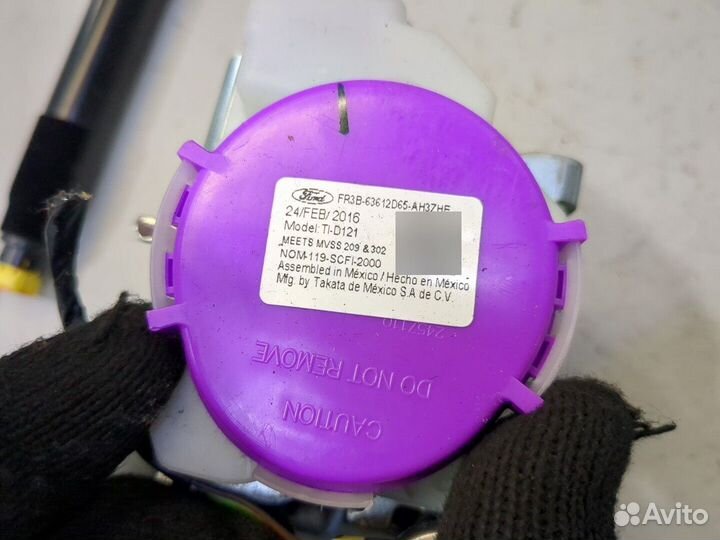 Ford FR3B-63612D65-AH3ZHE
24/FEB/2016
Model: TI-D121
MEETS MVSS 209 & 302
NOM-119-SCFI-2000
Assembled in México / Hecho en México
Mfg. by Takata de México S.A de C.V.
2457110
DO NOT REMOVE
CAUTION
Avito